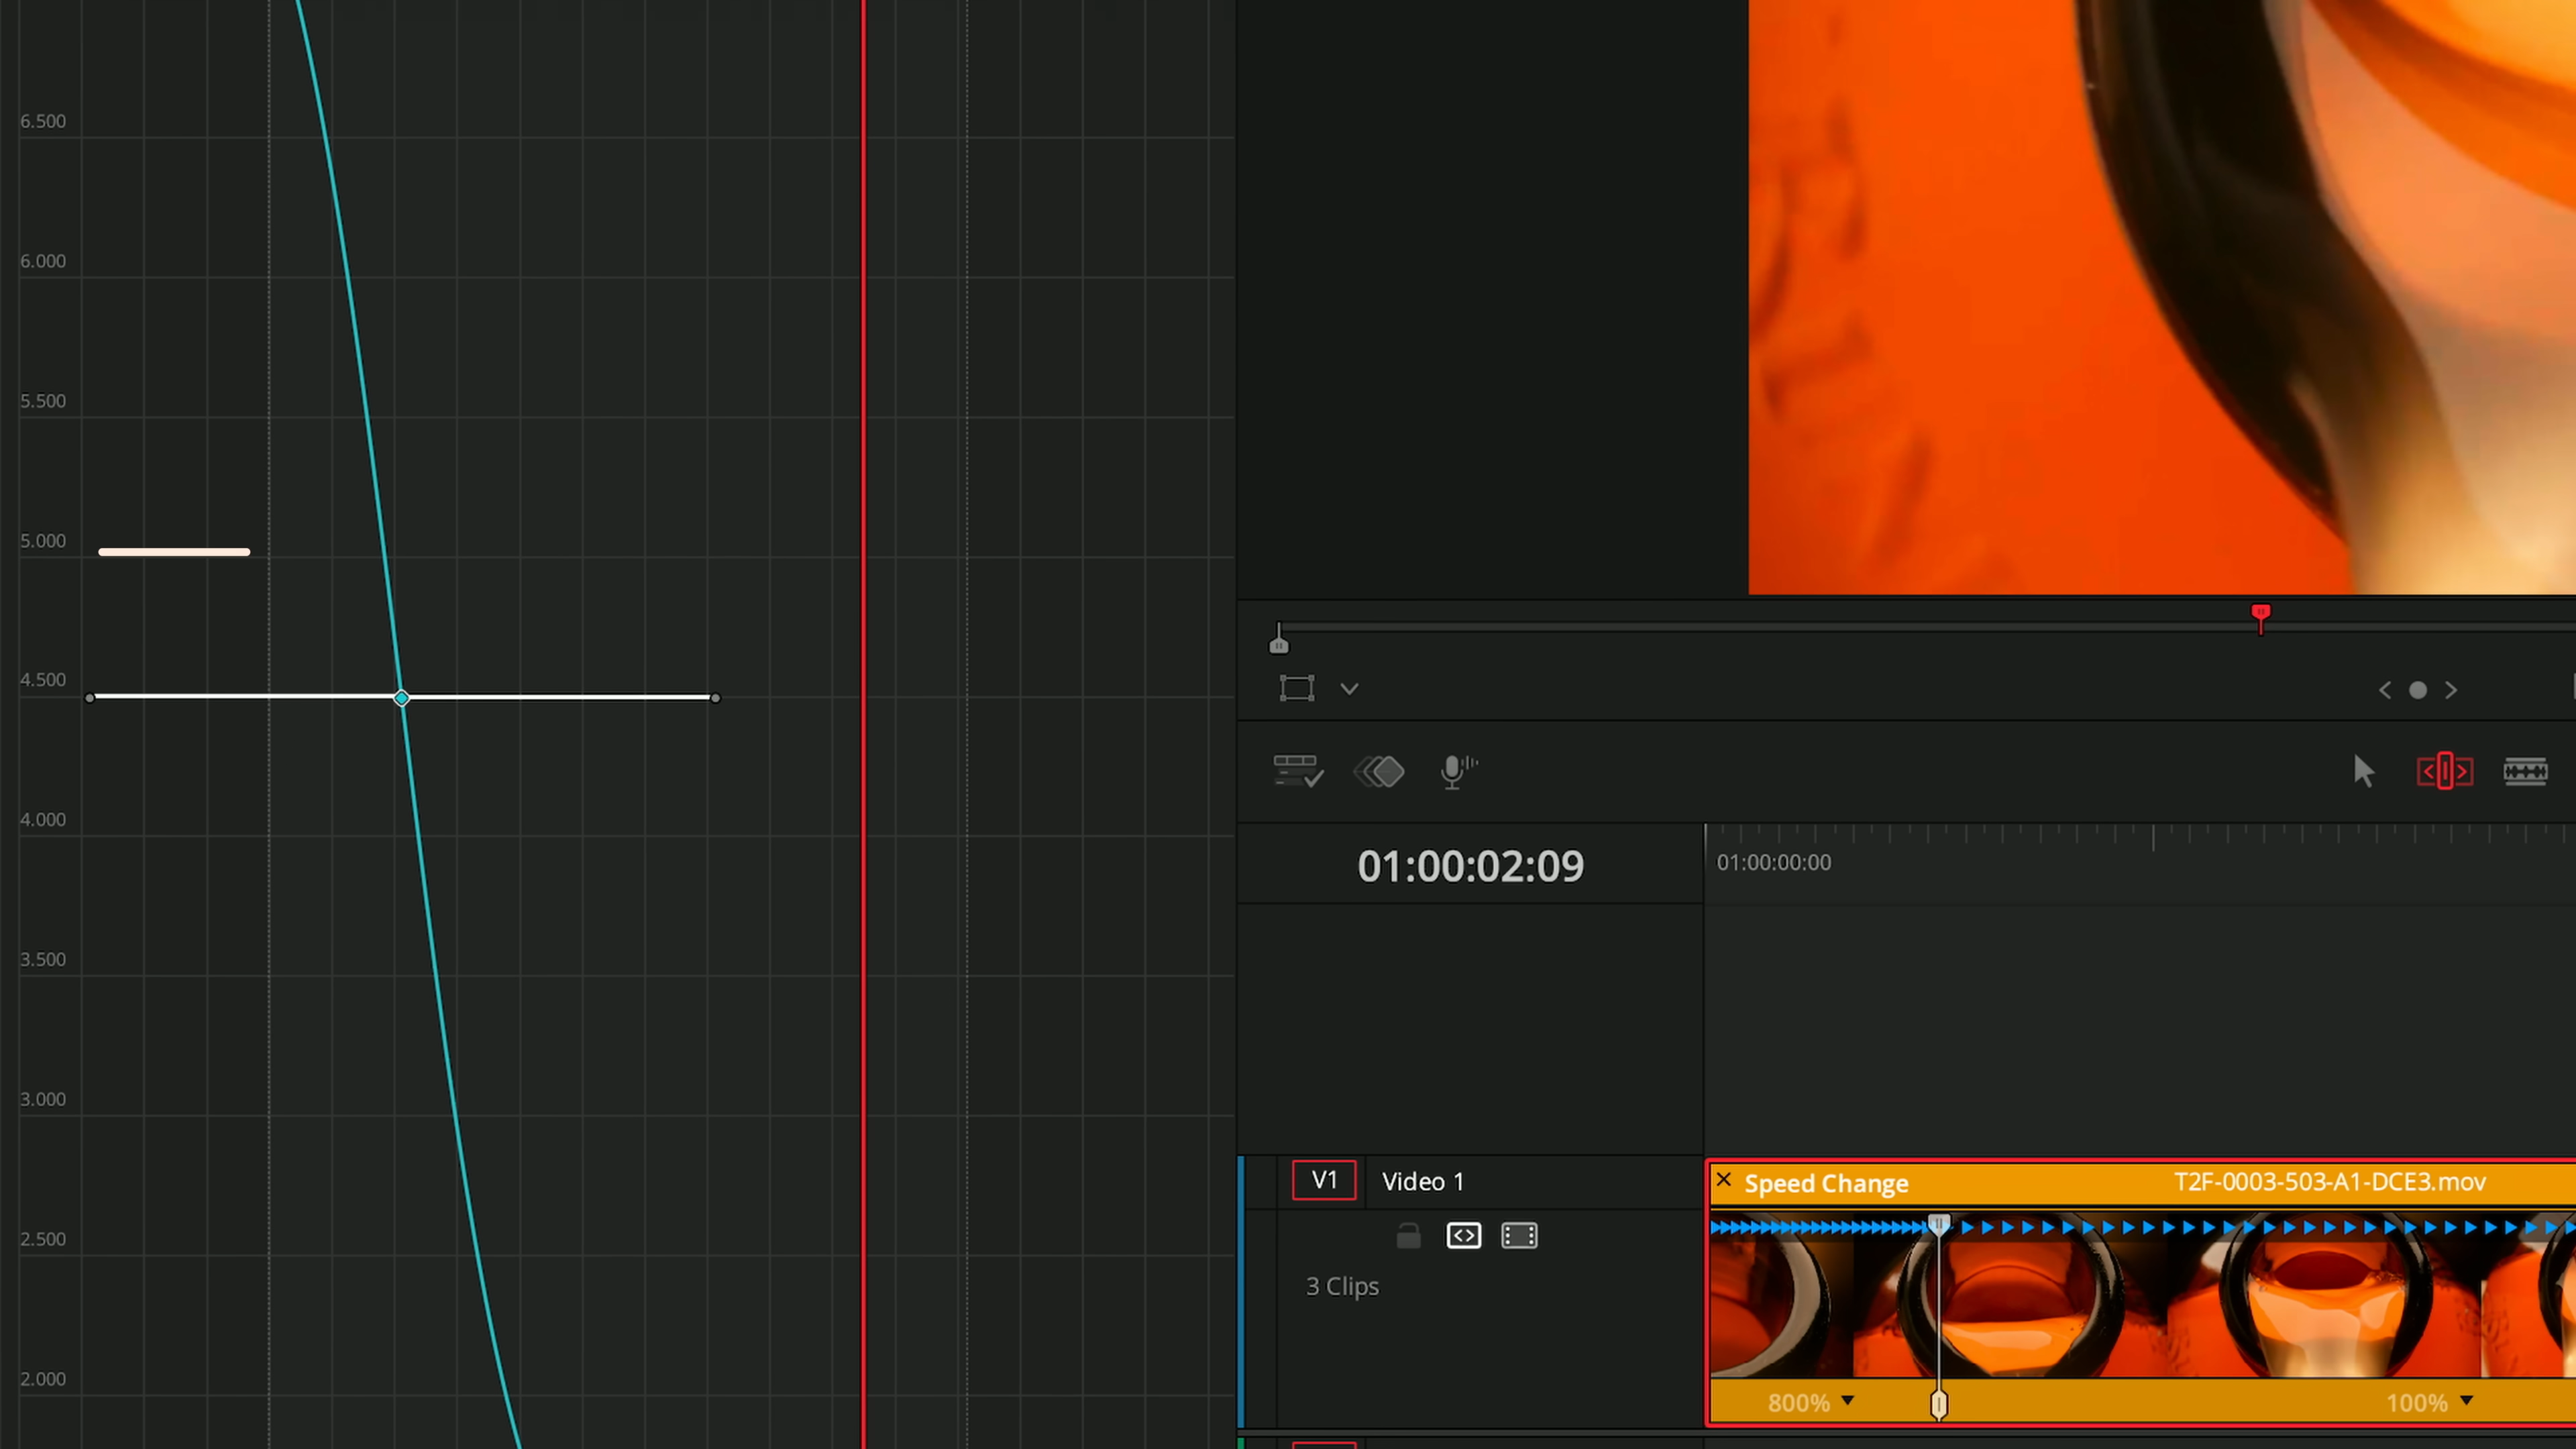 6.500
6.000
5.500
5.000
4.500
4.000
3.500
3.000
2.500
2.000
01:00:02:09
01:00:00:00
V1
Video 1
3 Clips
Speed Change
T2F-0003-503-A1-DCE3.mov
800%
100%